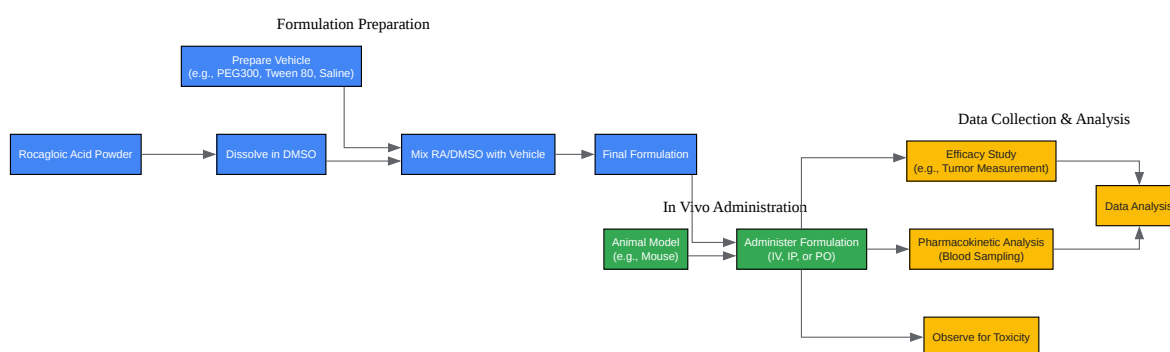 Formulation Preparation
Prepare Vehicle
(e.g., PEG300, Tween 80, Saline)
Rocagloic Acid Powder
Dissolve in DMSO
Mix RA/DMSO with Vehicle
Final Formulation
In Vivo Administration
Animal Model
(e.g., Mouse)
Administer Formulation
(IV, IP, or PO)
Data Collection & Analysis
Efficacy Study
(e.g., Tumor Measurement)
Data Analysis
Pharmacokinetic Analysis
(Blood Sampling)
Observe for Toxicity